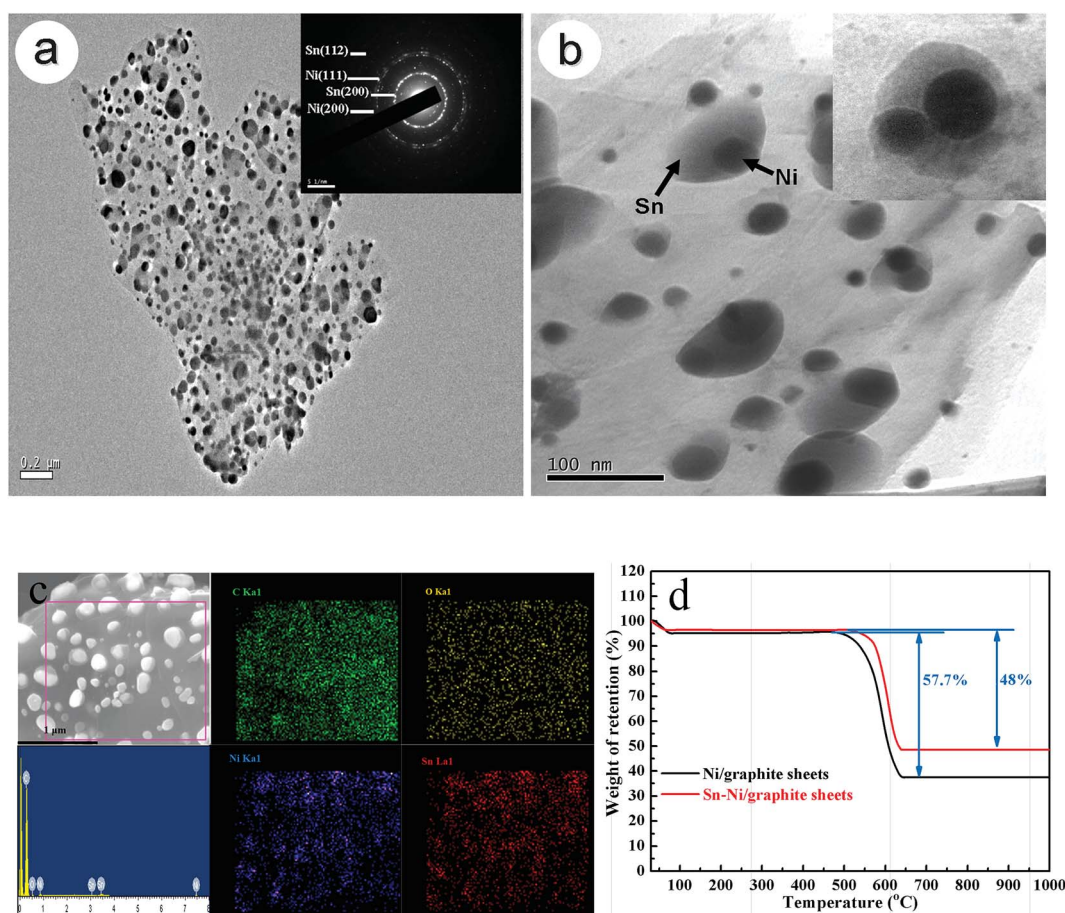 a
Sn(112)
Ni(111)
Sn(200)
Ni(200)
5 1/nm
0.2 µm
b
Sn
Ni
100 nm
c
1 µm
C Ka1
O Ka1
Ni Ka1
Sn La1
0 1 2 3 4 5 6 7 8
d
Weight of retention (%)
120
110
100
90
80
70
60
50
40
30
20
10
0
57.7%
48%
Ni/graphite sheets
Sn-Ni/graphite sheets
100 200 300 400 500 600 700 800 900 1000
Temperature (°C)